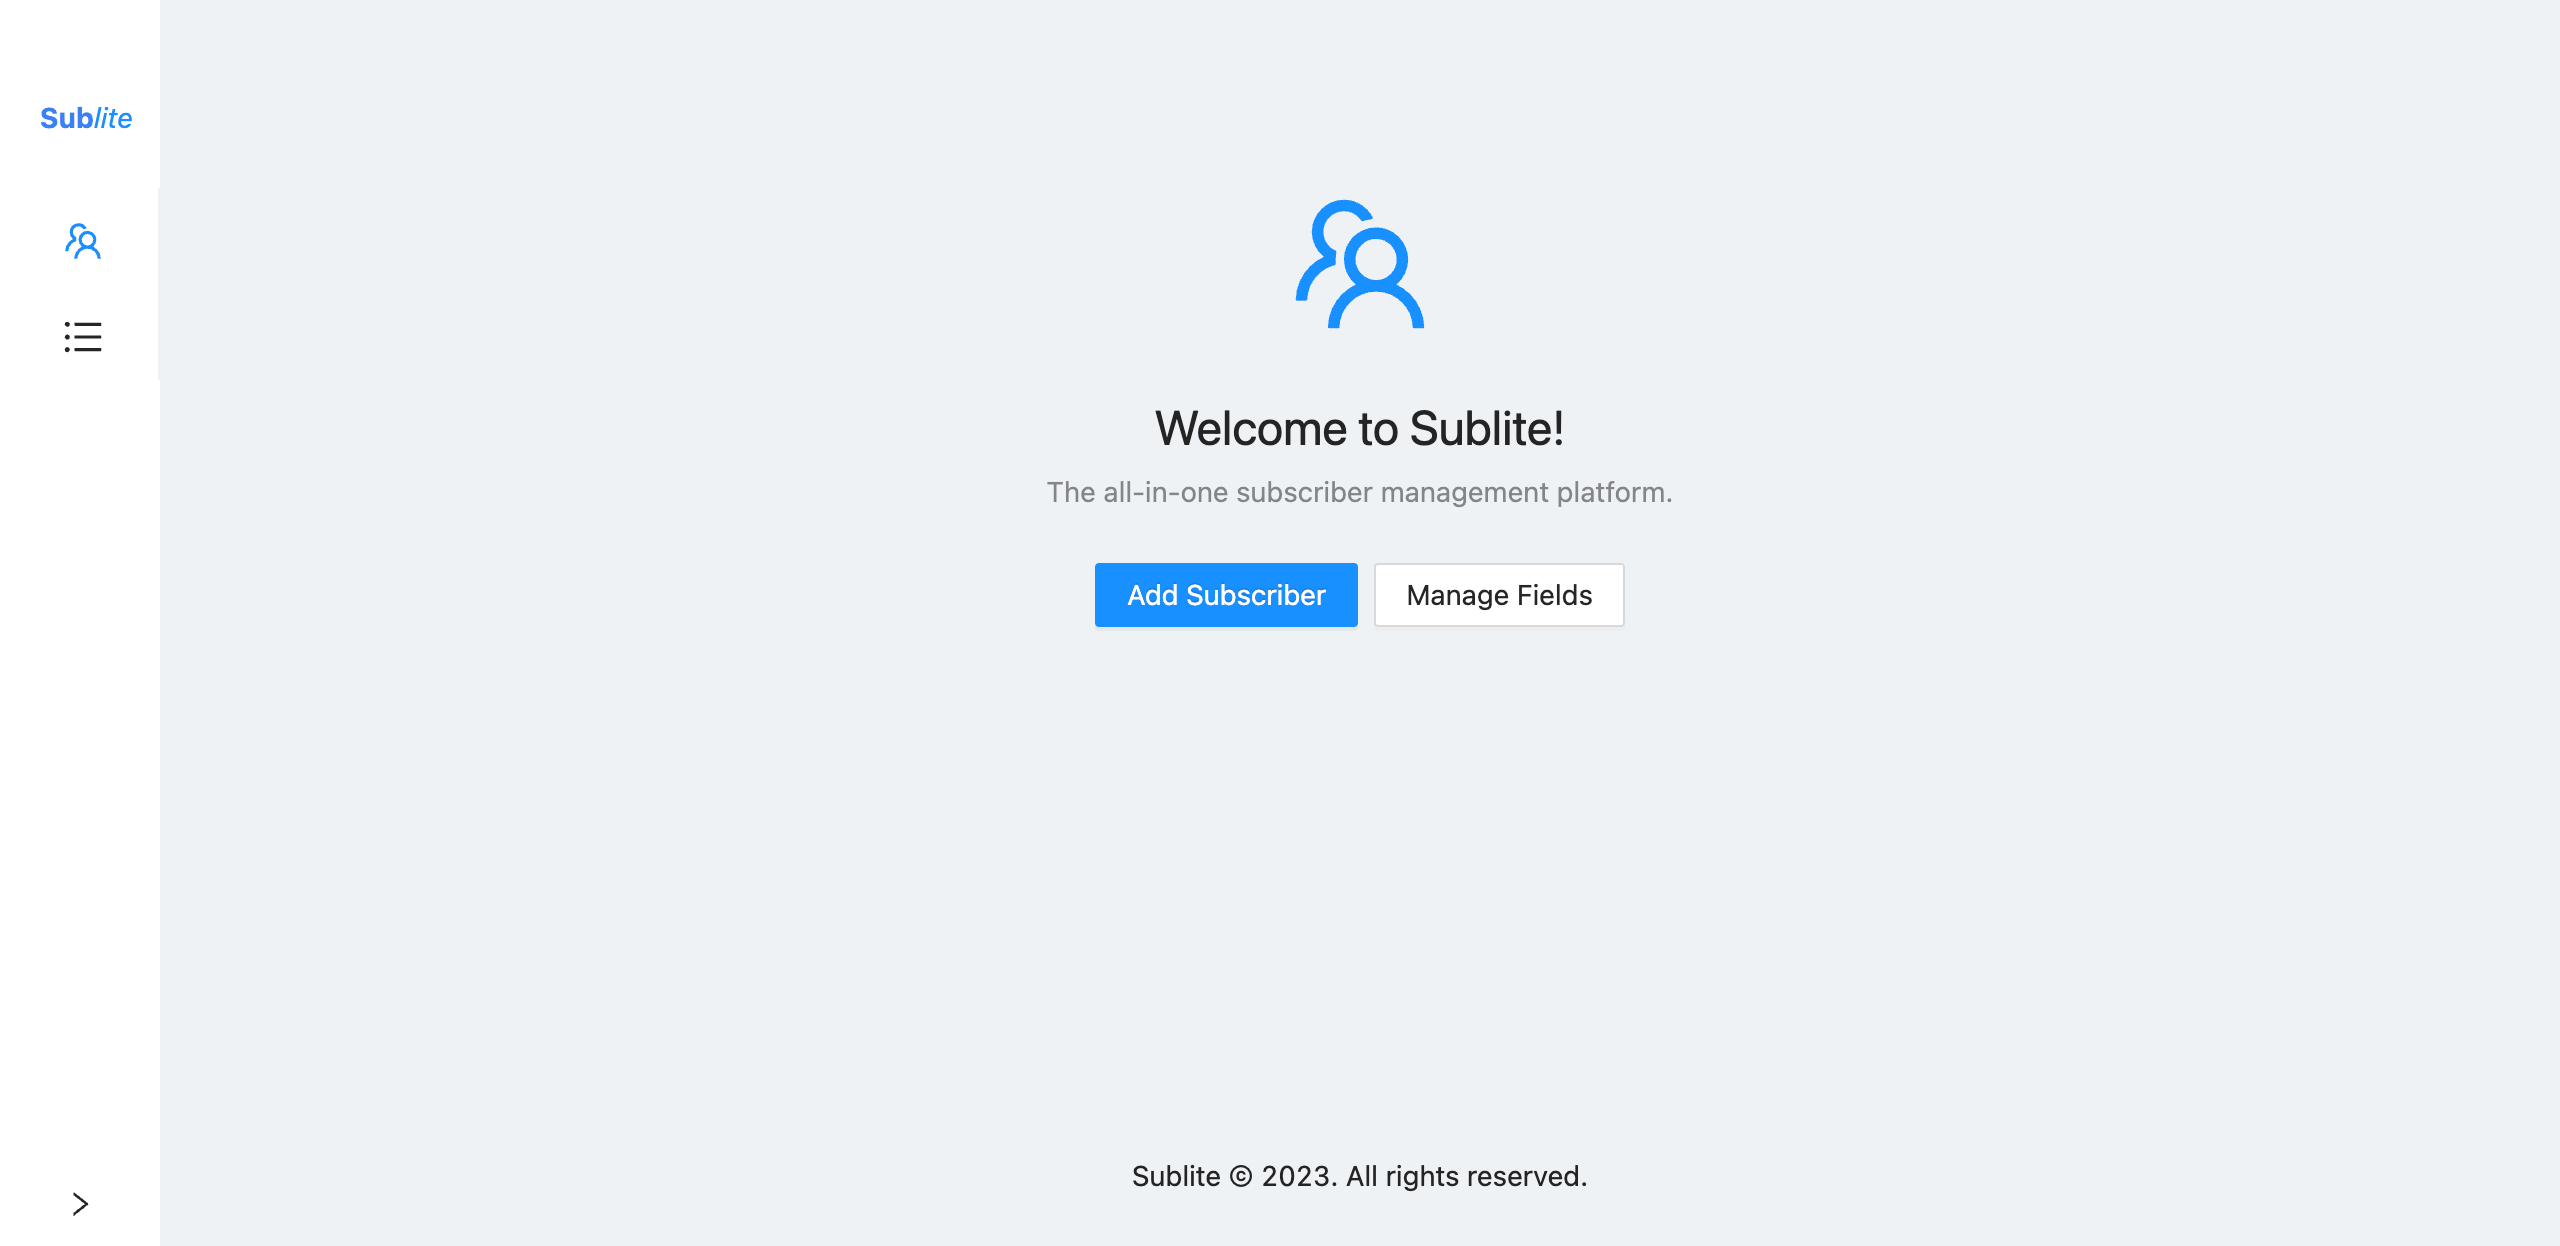 Sublite
Welcome to Sublite!
The all-in-one subscriber management platform.
Add Subscriber
Manage Fields
Sublite © 2023. All rights reserved.